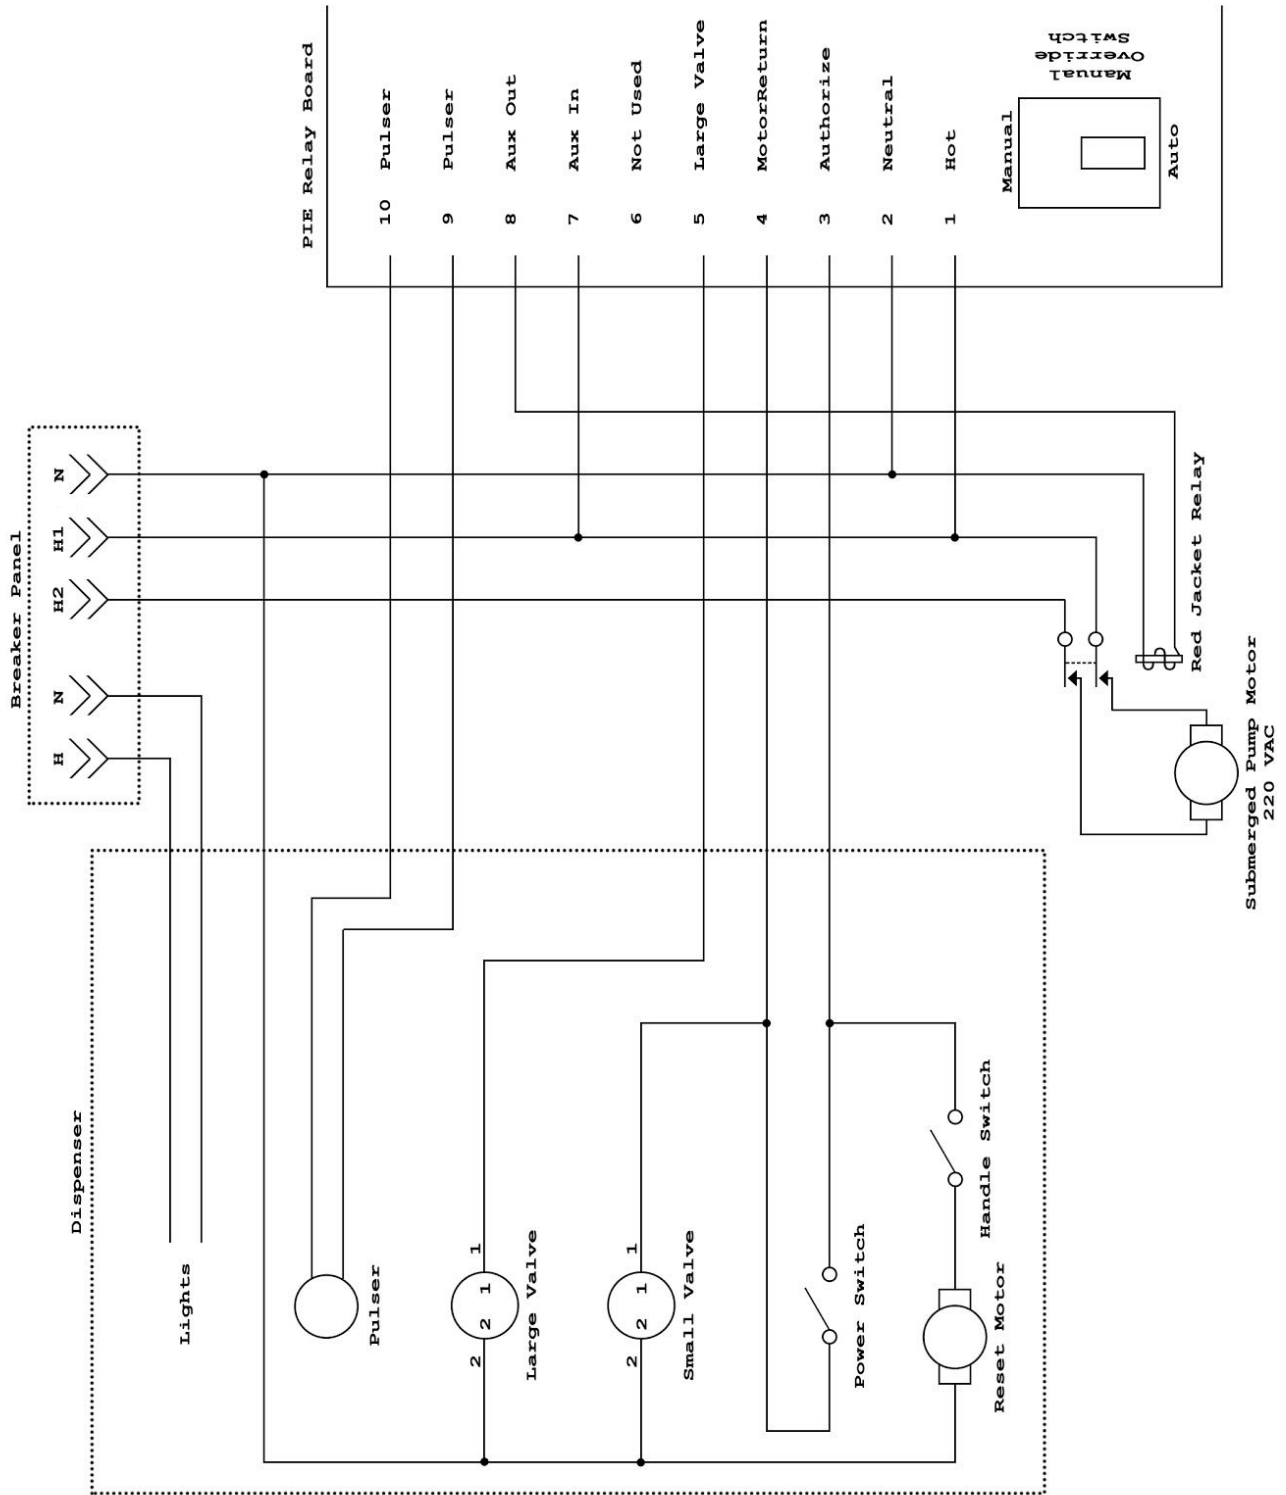 PIE Relay Board
10 Pulser
9 Pulser
8 Aux Out
7 Aux In
6 Not Used
5 Large Valve
4 MotorReturn
3 Authorize
2 Neutral
1 Hot
Manual
Override
Switch
Manual
Auto
Breaker Panel
N
H1
H2
N
H
Red Jacket Relay
Submerged Pump Motor
220 VAC
Dispenser
Lights
Pulser
1
1
2
2
Large Valve
1
1
2
2
Small Valve
Power Switch
Handle Switch
Reset Motor